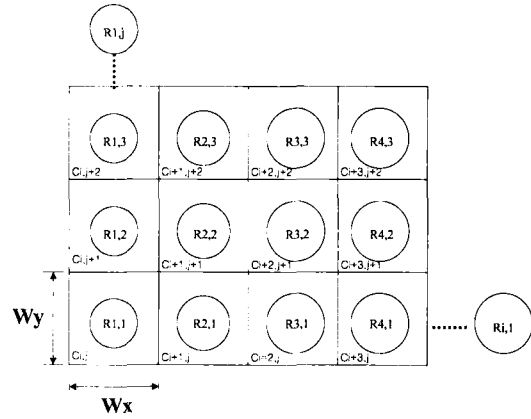 R1,j
R1,3 R2,3 R3,3 R4,3
Ci,j+2 Ci+1,j+2 Ci+2,j+2 Ci+3,j+2
R1,2 R2,2 R3,2 R4,2
Ci,j+1 Ci+1,j+1 Ci+2,j+1 Ci+3,j+1
Wy R1,1 R2,1 R3,1 R4,1 Ri,1
Ci,j Ci+1,j Ci=2,j Ci+3,j
Wx